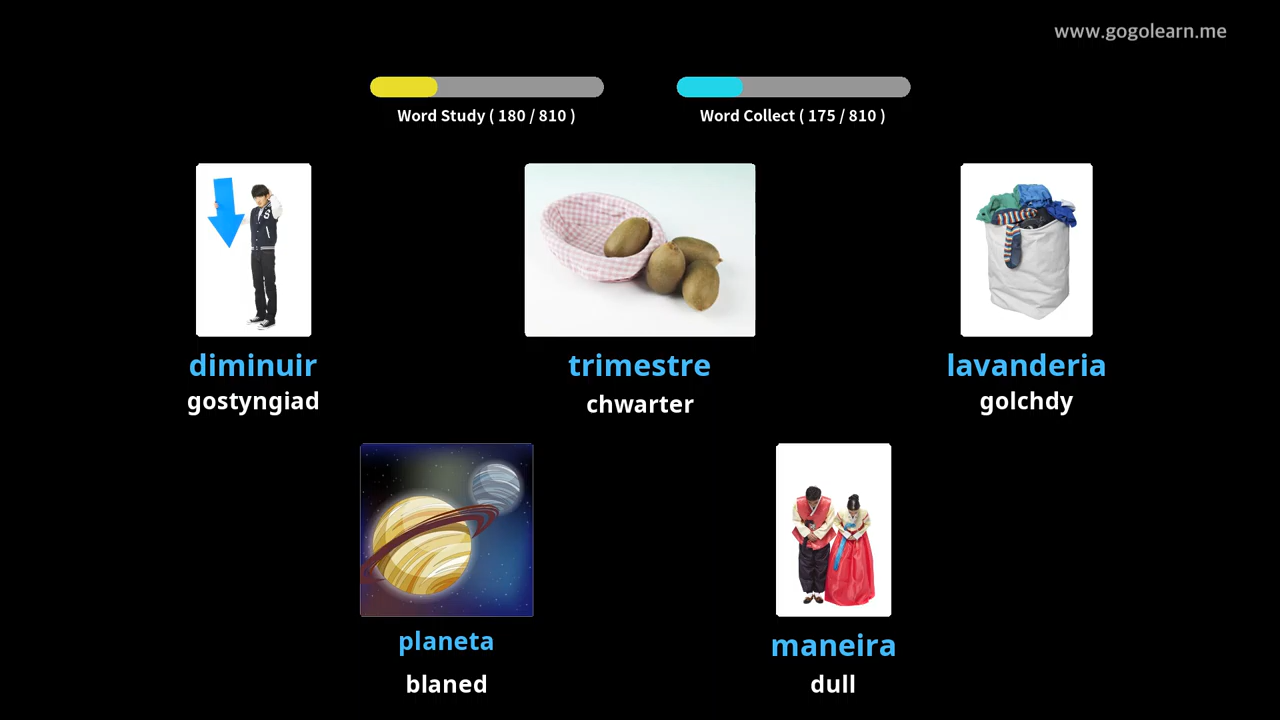 www.gogolearn.me
Word Study ( 180 / 810 )
Word Collect ( 175 / 810 )
diminuir
gostyngiad
trimestre
chwarter
lavanderia
golchdy
planeta
blaned
maneira
dull